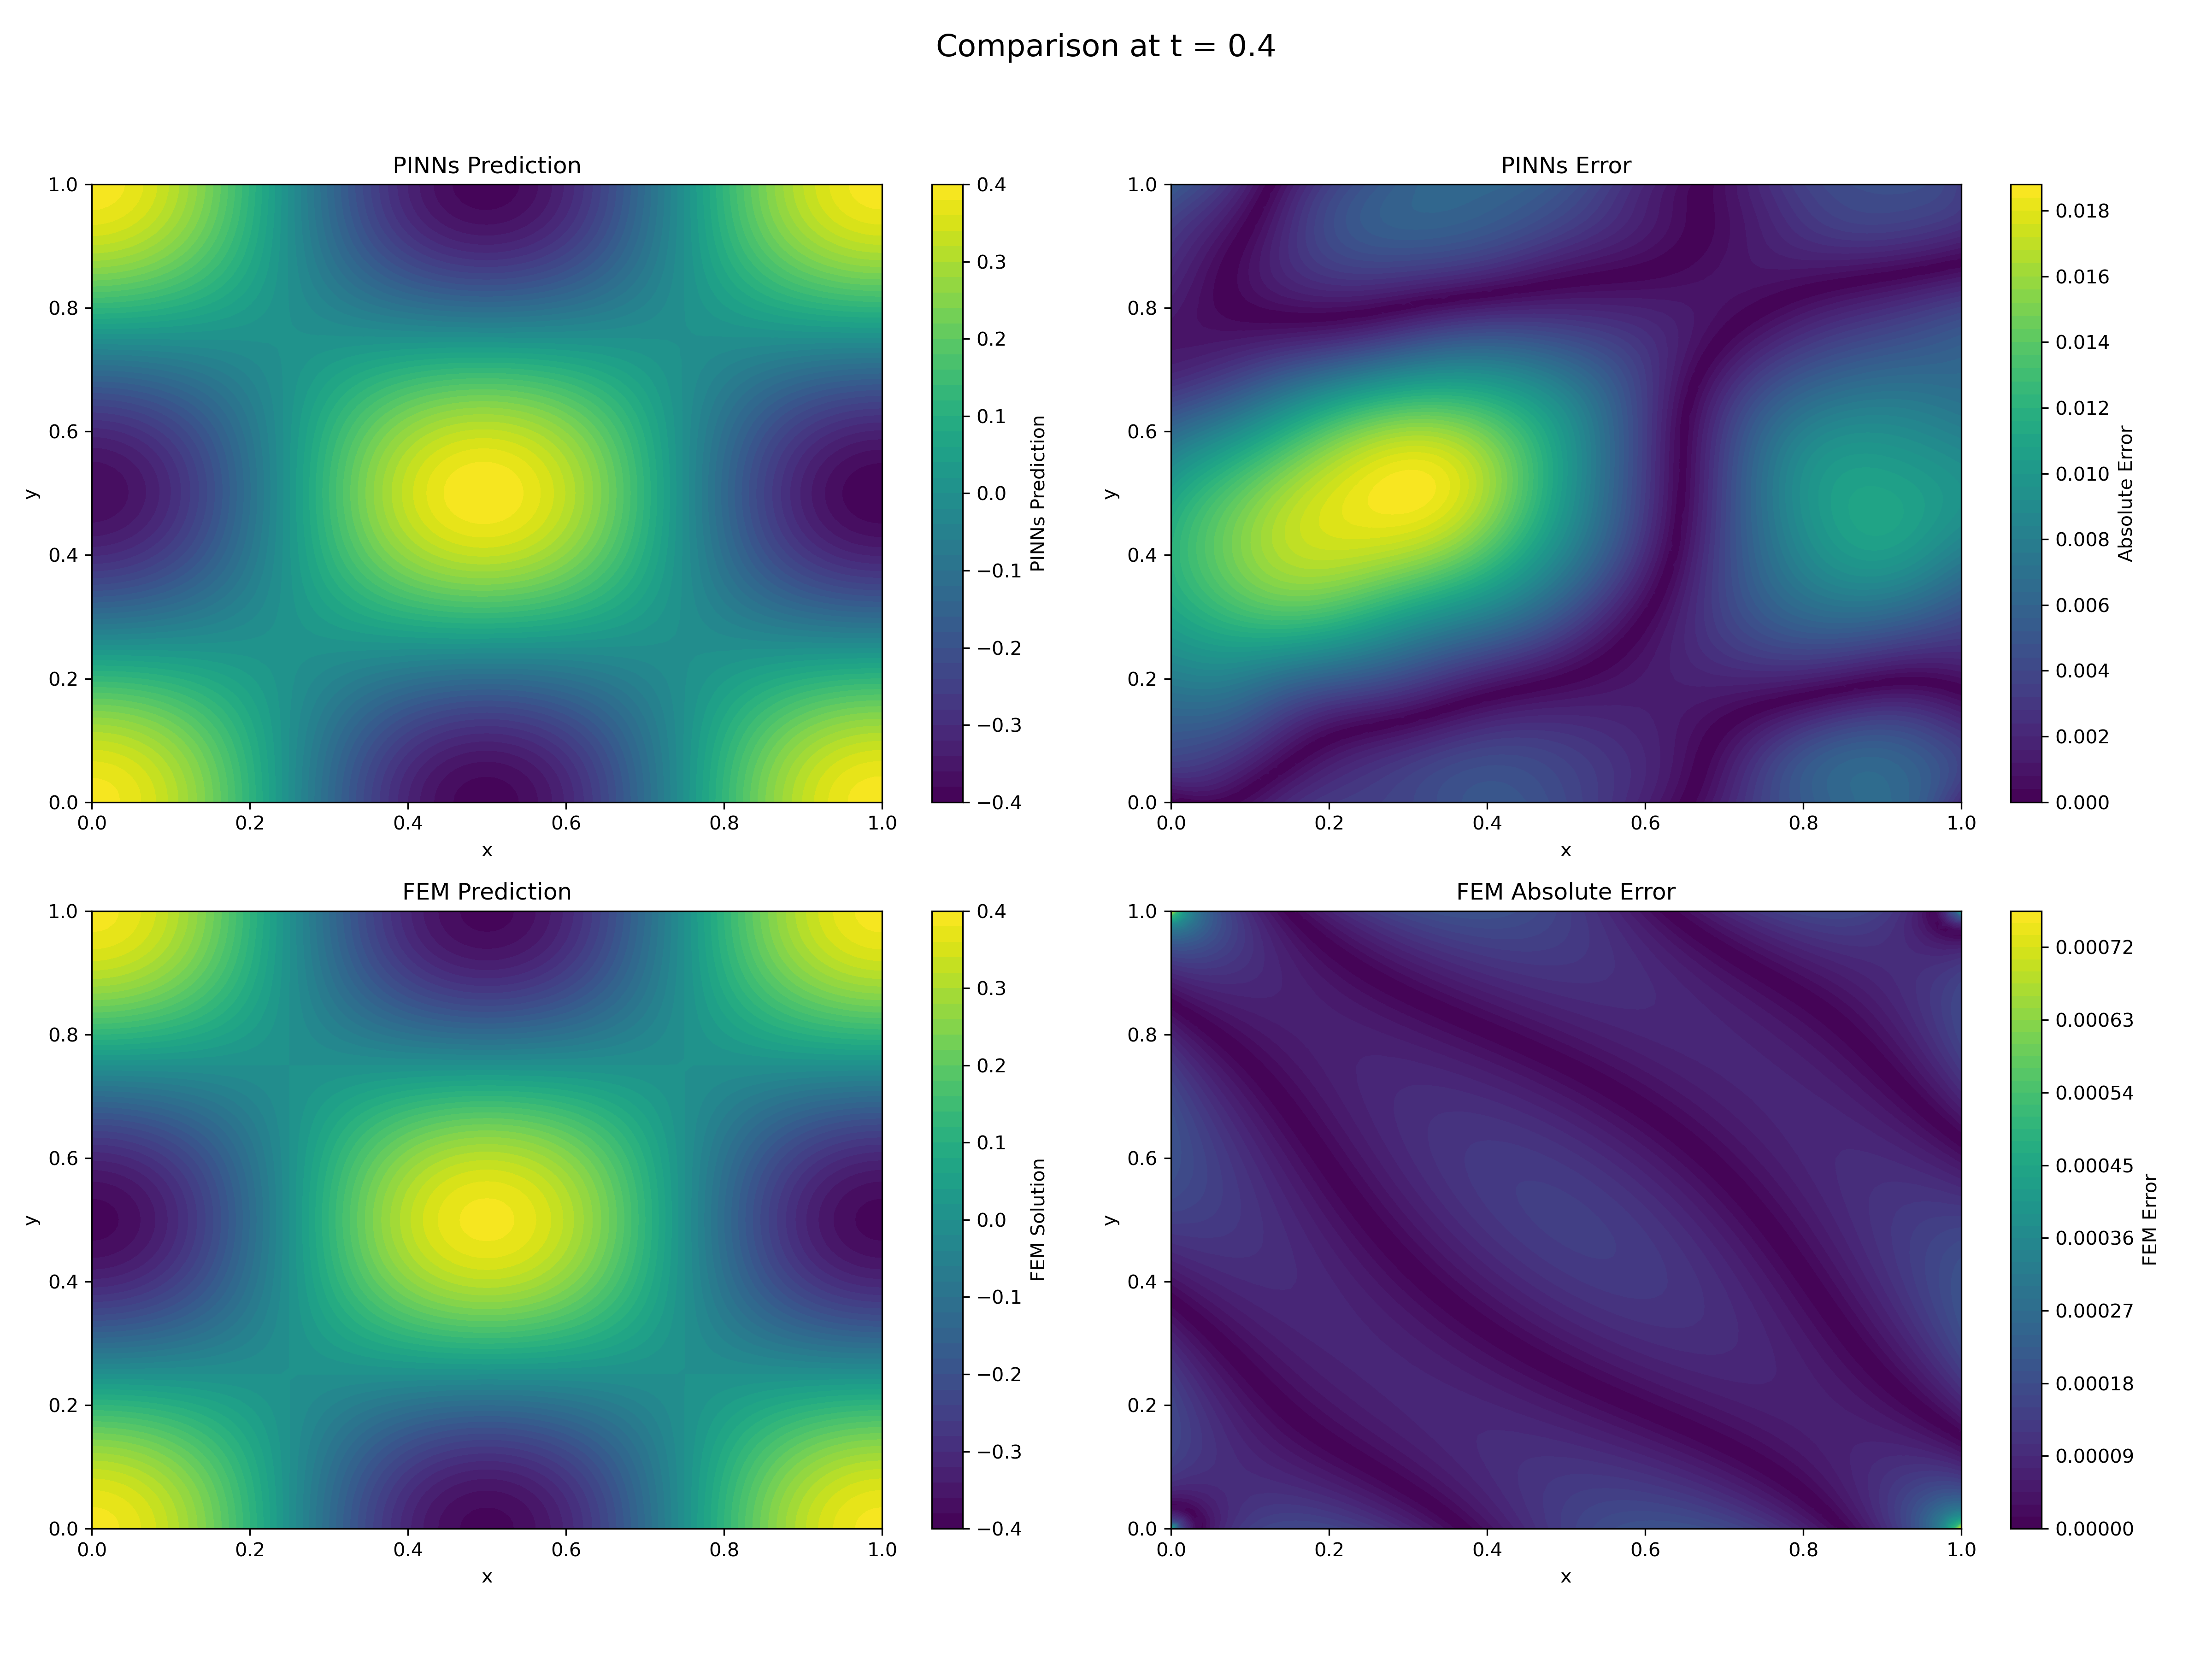 Comparison at t = 0.4
PINNs Prediction
1.0
0.8
0.6
0.4
0.2
0.0
y
0.0 0.2 0.4 0.6 0.8 1.0
x
0.4
0.3
0.2
0.1
0.0
−0.1
−0.2
−0.3
−0.4
PINNs Prediction
PINNs Error
1.0
0.8
0.6
0.4
0.2
0.0
y
0.0 0.2 0.4 0.6 0.8 1.0
x
0.018
0.016
0.014
0.012
0.010
0.008
0.006
0.004
0.002
0.000
Absolute Error
FEM Prediction
1.0
0.8
0.6
0.4
0.2
0.0
y
0.0 0.2 0.4 0.6 0.8 1.0
x
0.4
0.3
0.2
0.1
0.0
−0.1
−0.2
−0.3
−0.4
FEM Solution
FEM Absolute Error
1.0
0.8
0.6
0.4
0.2
0.0
y
0.0 0.2 0.4 0.6 0.8 1.0
x
0.00072
0.00063
0.00054
0.00045
0.00036
0.00027
0.00018
0.00009
0.00000
FEM Error